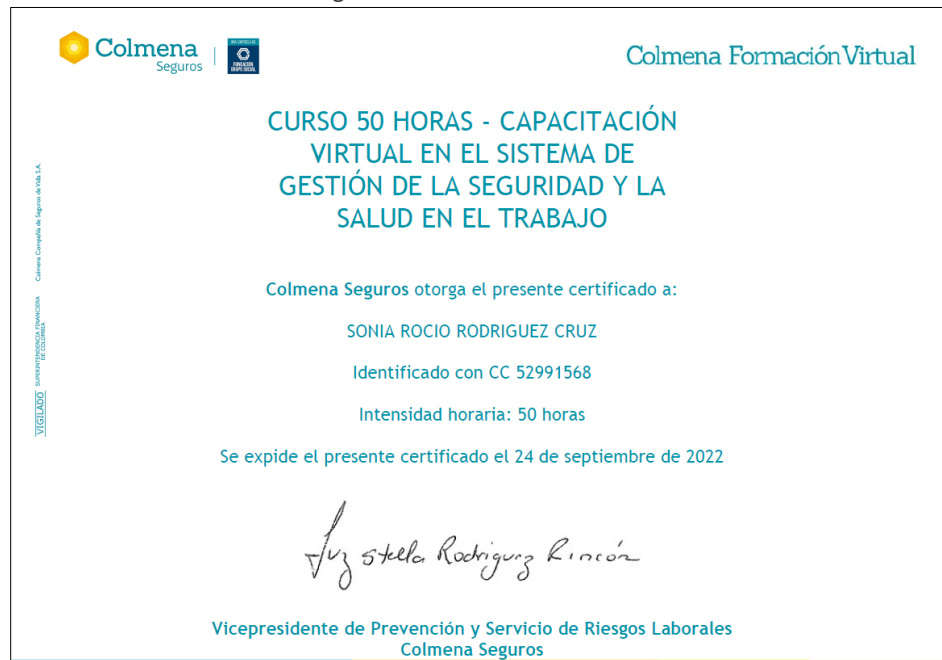 Colmena
Seguros
FUNDACIÓN
GRUPO SOCIAL
Colmena Formación Virtual
CURSO 50 HORAS - CAPACITACIÓN
VIRTUAL EN EL SISTEMA DE
GESTIÓN DE LA SEGURIDAD Y LA
SALUD EN EL TRABAJO
Colmena Seguros otorga el presente certificado a:
SONIA ROCIO RODRIGUEZ CRUZ
Identificado con CC 52991568
Intensidad horaria: 50 horas
Se expide el presente certificado el 24 de septiembre de 2022
Luz Stella Rodriguez Rincón
Vicepresidente de Prevención y Servicio de Riesgos Laborales
Colmena Seguros
VIGILADO SUPERINTENDENCIA FINANCIERA
DE COLOMBIA
Colmena Compañía de Seguros de Vida S.A.